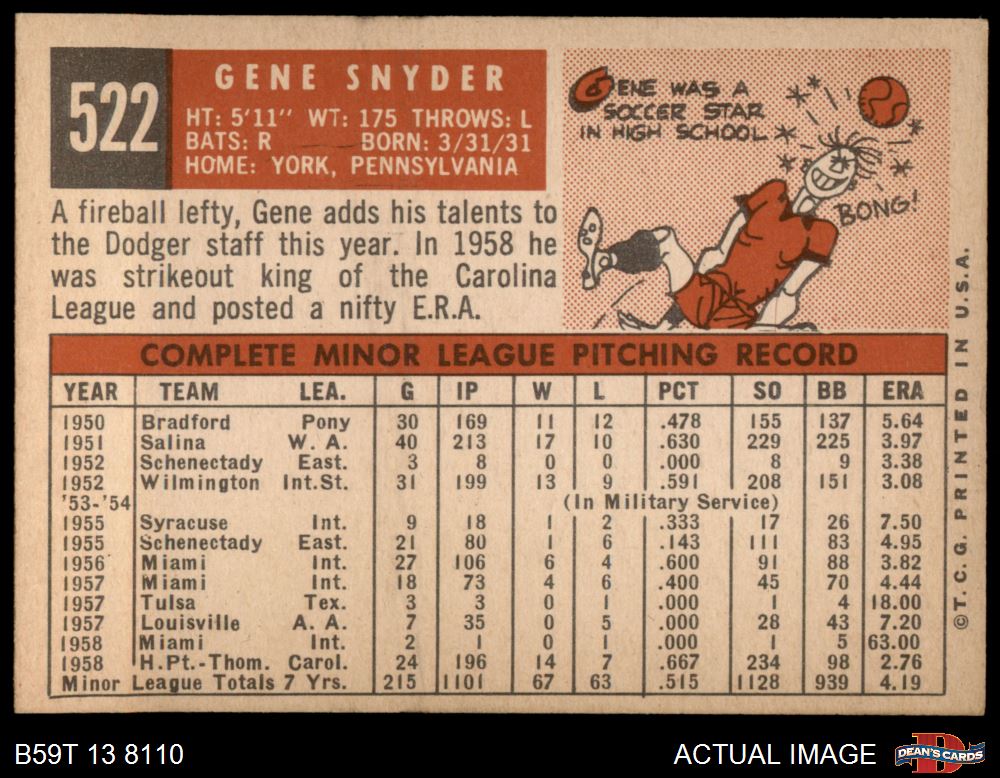 522
GENE SNYDER
HT: 5'11" WT: 175 THROWS: L
BATS: R BORN: 3/31/31
HOME: YORK, PENNSYLVANIA
GENE WAS A
SOCCER STAR
IN HIGH SCHOOL
BONG!
A fireball lefty, Gene adds his talents to
the Dodger staff this year. In 1958 he
was strikeout king of the Carolina
League and posted a nifty E.R.A.
COMPLETE MINOR LEAGUE PITCHING RECORD
YEAR TEAM LEA. G IP W L PCT SO BB ERA
1950 Bradford Pony 30 169 11 12 .478 155 137 5.64
1951 Salina W. A. 40 213 17 10 .630 229 225 3.97
1952 Schenectady East. 3 8 0 0 .000 8 9 3.38
1952 Wilmington Int.St. 31 199 13 9 .591 208 151 3.08
'53-'54 (In Military Service)
1955 Syracuse Int. 9 18 1 2 .333 17 26 7.50
1955 Schenectady East. 21 80 1 6 .143 111 83 4.95
1956 Miami Int. 27 106 6 4 .600 91 88 3.82
1957 Miami Int. 18 73 4 6 .400 45 70 4.44
1957 Tulsa Tex. 3 3 0 1 .000 1 4 18.00
1957 Louisville A. A. 7 35 0 5 .000 28 43 7.20
1958 Miami Int. 2 1 0 1 .000 1 5 63.00
1958 H.Pt.-Thom. Carol. 24 196 14 7 .667 234 98 2.76
Minor League Totals 7 Yrs. 215 1101 67 63 .515 1128 939 4.19
©T. C. G. PRINTED IN U.S.A.
B59T 13 8110
ACTUAL IMAGE
DEAN'S CARDS